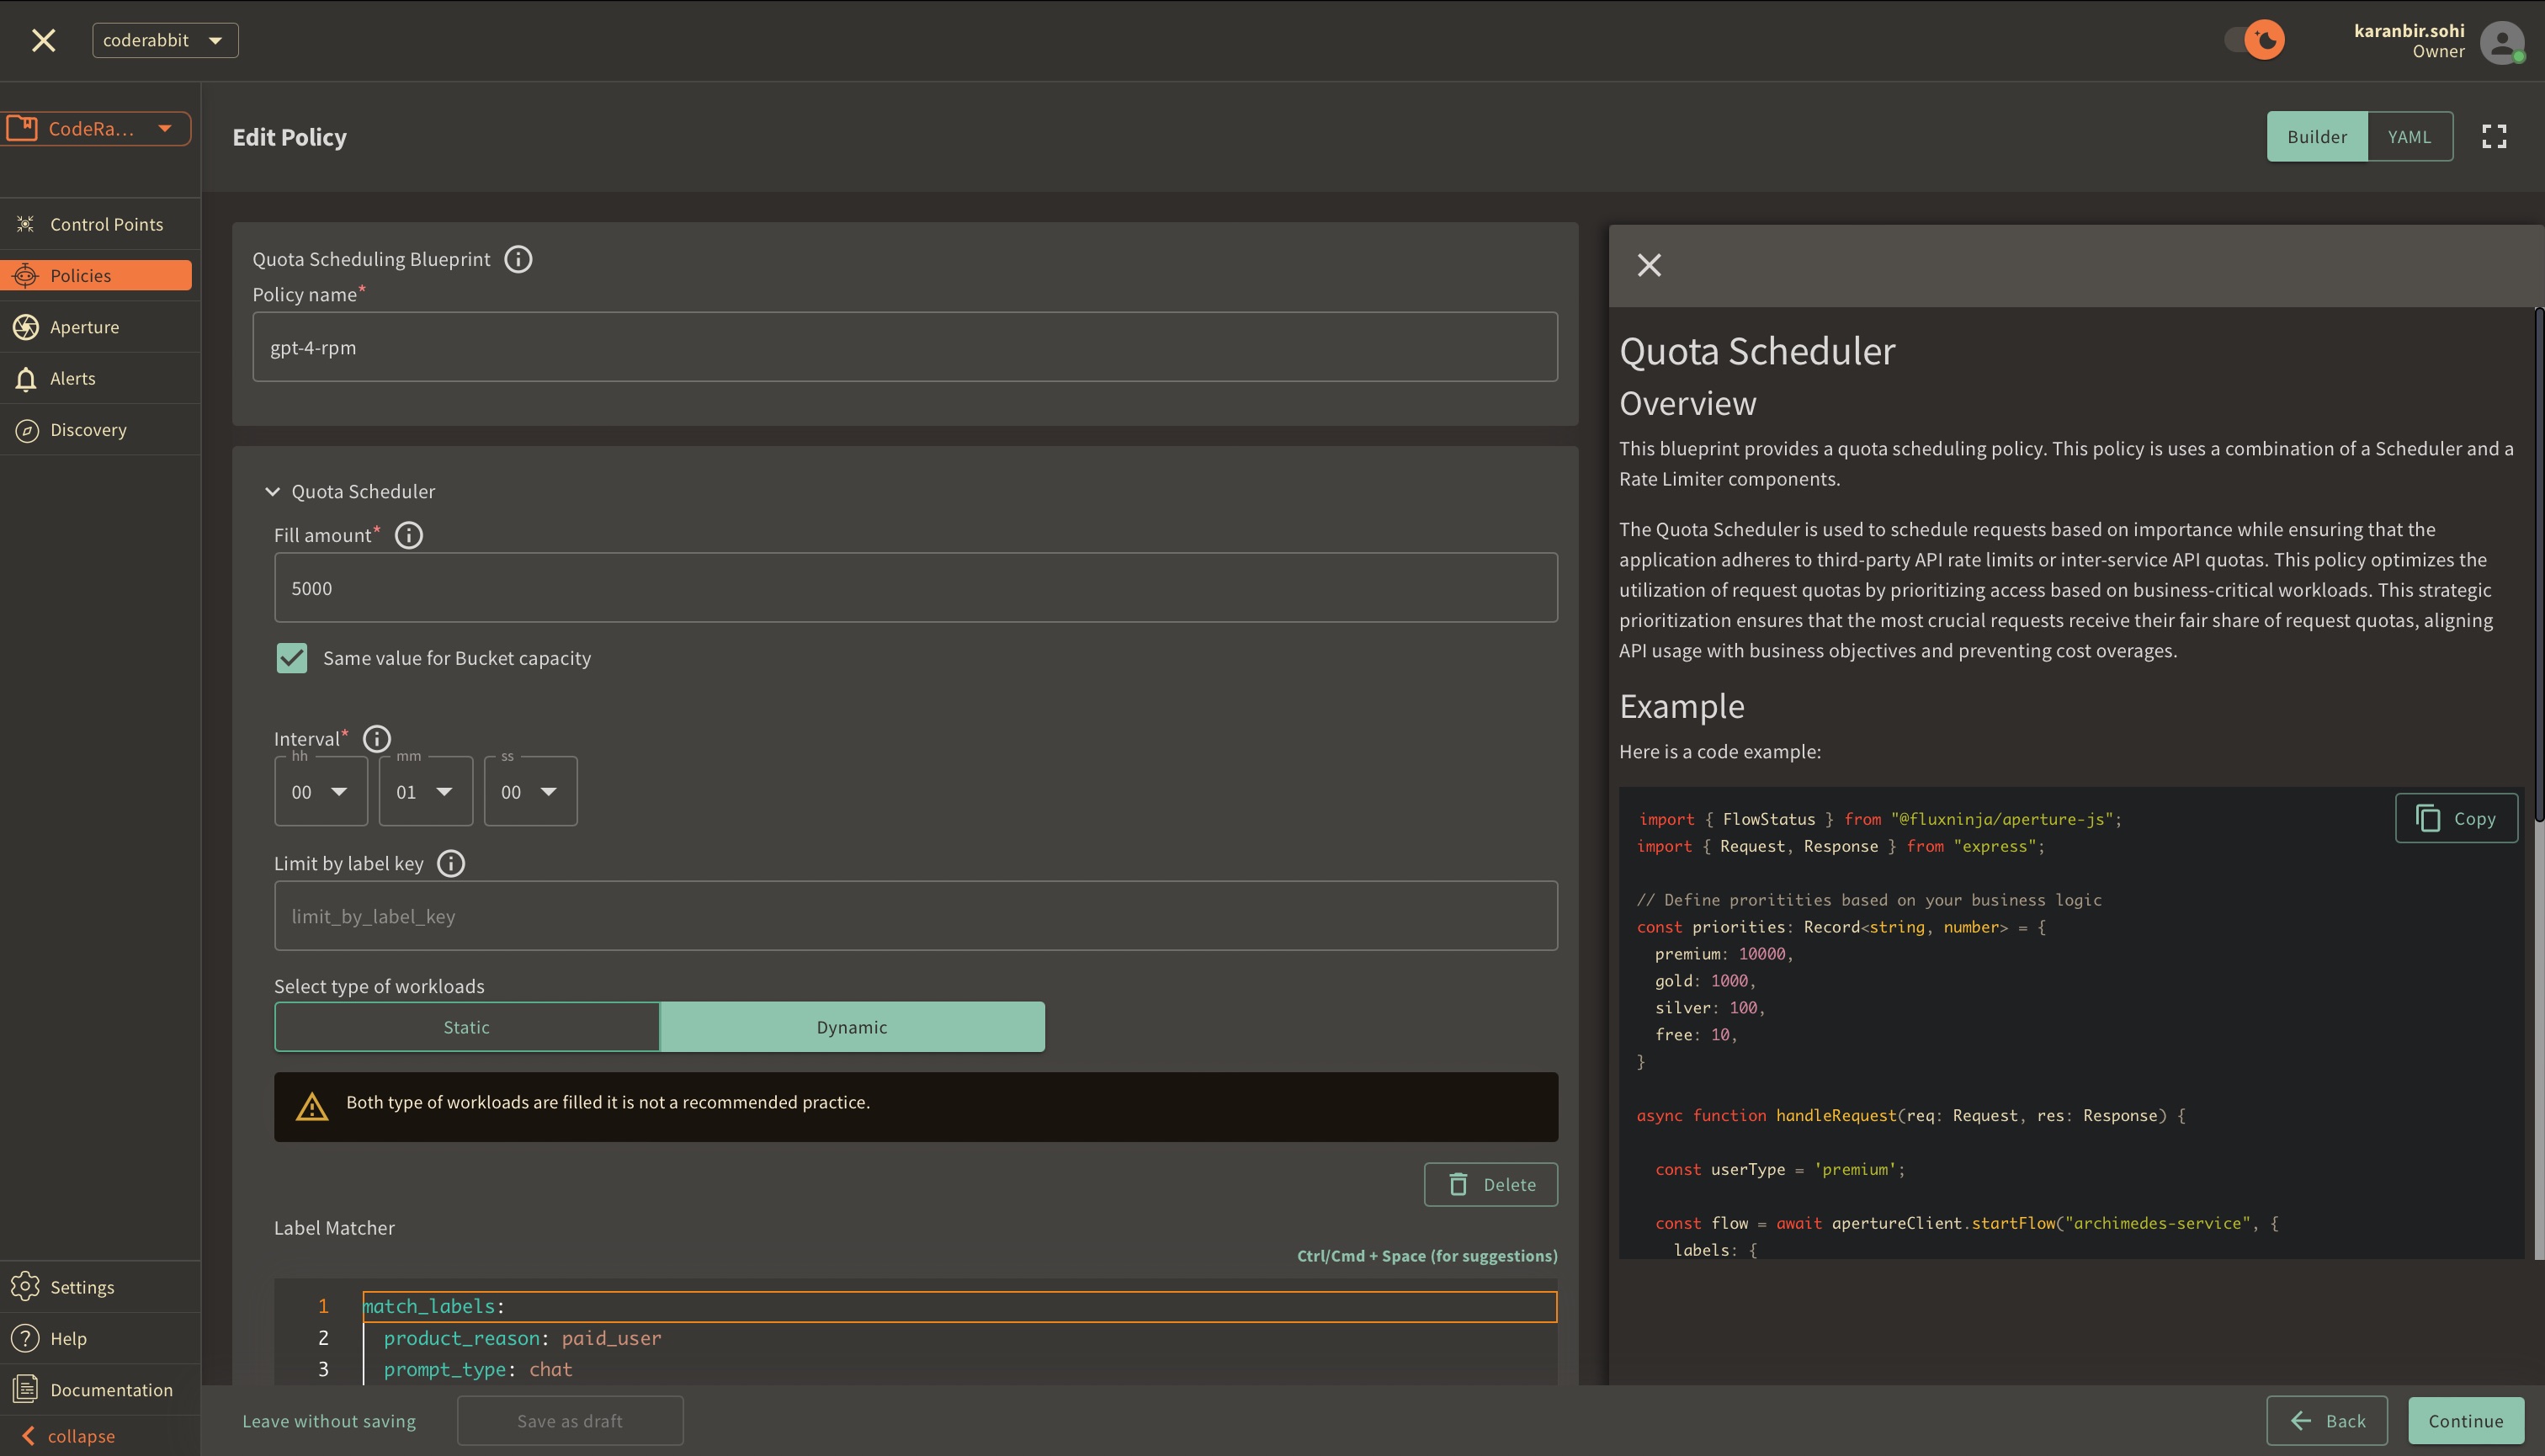 coderabbit
karanbir.sohi
Owner
CodeRa...
Control Points
Policies
Aperture
Alerts
Discovery
Settings
Help
Documentation
collapse
Edit Policy
Builder
YAML
Quota Scheduling Blueprint
Policy name*
gpt-4-rpm
Quota Scheduler
Fill amount*
5000
Same value for Bucket capacity
Interval*
hh mm ss
00 01 00
Limit by label key
limit_by_label_key
Select type of workloads
Static
Dynamic
Both type of workloads are filled it is not a recommended practice.
Delete
Label Matcher
Ctrl/Cmd + Space (for suggestions)
1 match_labels:
2 product_reason: paid_user
3 prompt_type: chat
Leave without saving
Save as draft
Back
Continue
Quota Scheduler
Overview
This blueprint provides a quota scheduling policy. This policy is uses a combination of a Scheduler and a
Rate Limiter components.
The Quota Scheduler is used to schedule requests based on importance while ensuring that the
application adheres to third-party API rate limits or inter-service API quotas. This policy optimizes the
utilization of request quotas by prioritizing access based on business-critical workloads. This strategic
prioritization ensures that the most crucial requests receive their fair share of request quotas, aligning
API usage with business objectives and preventing cost overages.
Example
Here is a code example:
Copy
import { FlowStatus } from "@fluxninja/aperture-js";
import { Request, Response } from "express";
// Define proritities based on your business logic
const priorities: Record<string, number> = {
premium: 10000,
gold: 1000,
silver: 100,
free: 10,
}
async function handleRequest(req: Request, res: Response) {
const userType = 'premium';
const flow = await apertureClient.startFlow("archimedes-service", {
labels: {